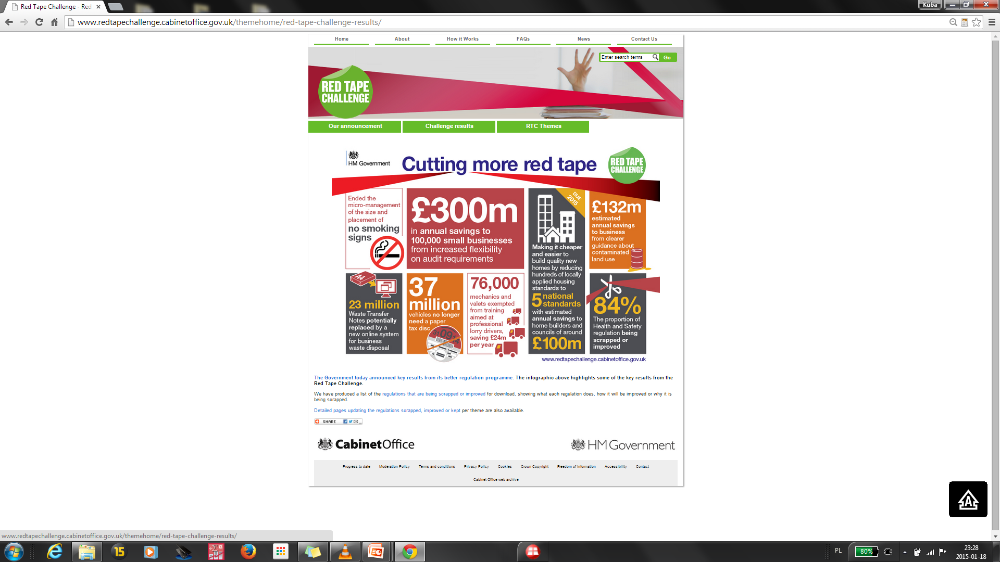 Red Tape Challenge - Red
Kuba
www.redtapechallenge.cabinetoffice.gov.uk/themehome/red-tape-challenge-results/
Home
About
How it Works
FAQs
News
Contact Us
Enter search terms
Go
RED TAPE
CHALLENGE
Our announcement
Challenge results
RTC Themes
HM Government
Cutting more red tape
RED TAPE
CHALLENGE
Ended the
micro-management
of the size and
placement of
no smoking
signs
£300m
in annual savings to
100,000 small businesses
from increased flexibility
on audit requirements
DUE
2015
Making it cheaper
and easier to
build quality new
homes by reducing
hundreds of locally
applied housing
standards to
5 national
standards
with estimated
annual savings to
home builders and
councils of around
£100m
£132m
estimated
annual savings
to business
from clearer
guidance about
contaminated
land use
A4
23 million
Waste Transfer
Notes potentially
replaced by a
new online system
for business
waste disposal
37
million
vehicles no longer
need a paper
tax disc
31 09 14
76,000
mechanics and
valets exempted
from training
aimed at
professional
lorry drivers,
saving £24m
per year
84%
The proportion of
Health and Safety
regulation being
scrapped or
improved
www.redtapechallenge.cabinetoffice.gov.uk
The Government today announced key results from its better regulation programme. The infographic above highlights some of the key results from the
Red Tape Challenge.
We have produced a list of the regulations that are being scrapped or improved for download, showing what each regulation does, how it will be improved or why it is
being scrapped.
Detailed pages updating the regulations scrapped, improved or kept per theme are also available.
SHARE
CabinetOffice
HM Government
Progress to date
Moderation Policy
Terms and conditions
Privacy Policy
Cookies
Crown Copyright
Freedom of Information
Accessibility
Contact
Cabinet Office web archive
A
www.redtapechallenge.cabinetoffice.gov.uk/themehome/red-tape-challenge-results/
15
PL
80%
23:28
2015-01-18